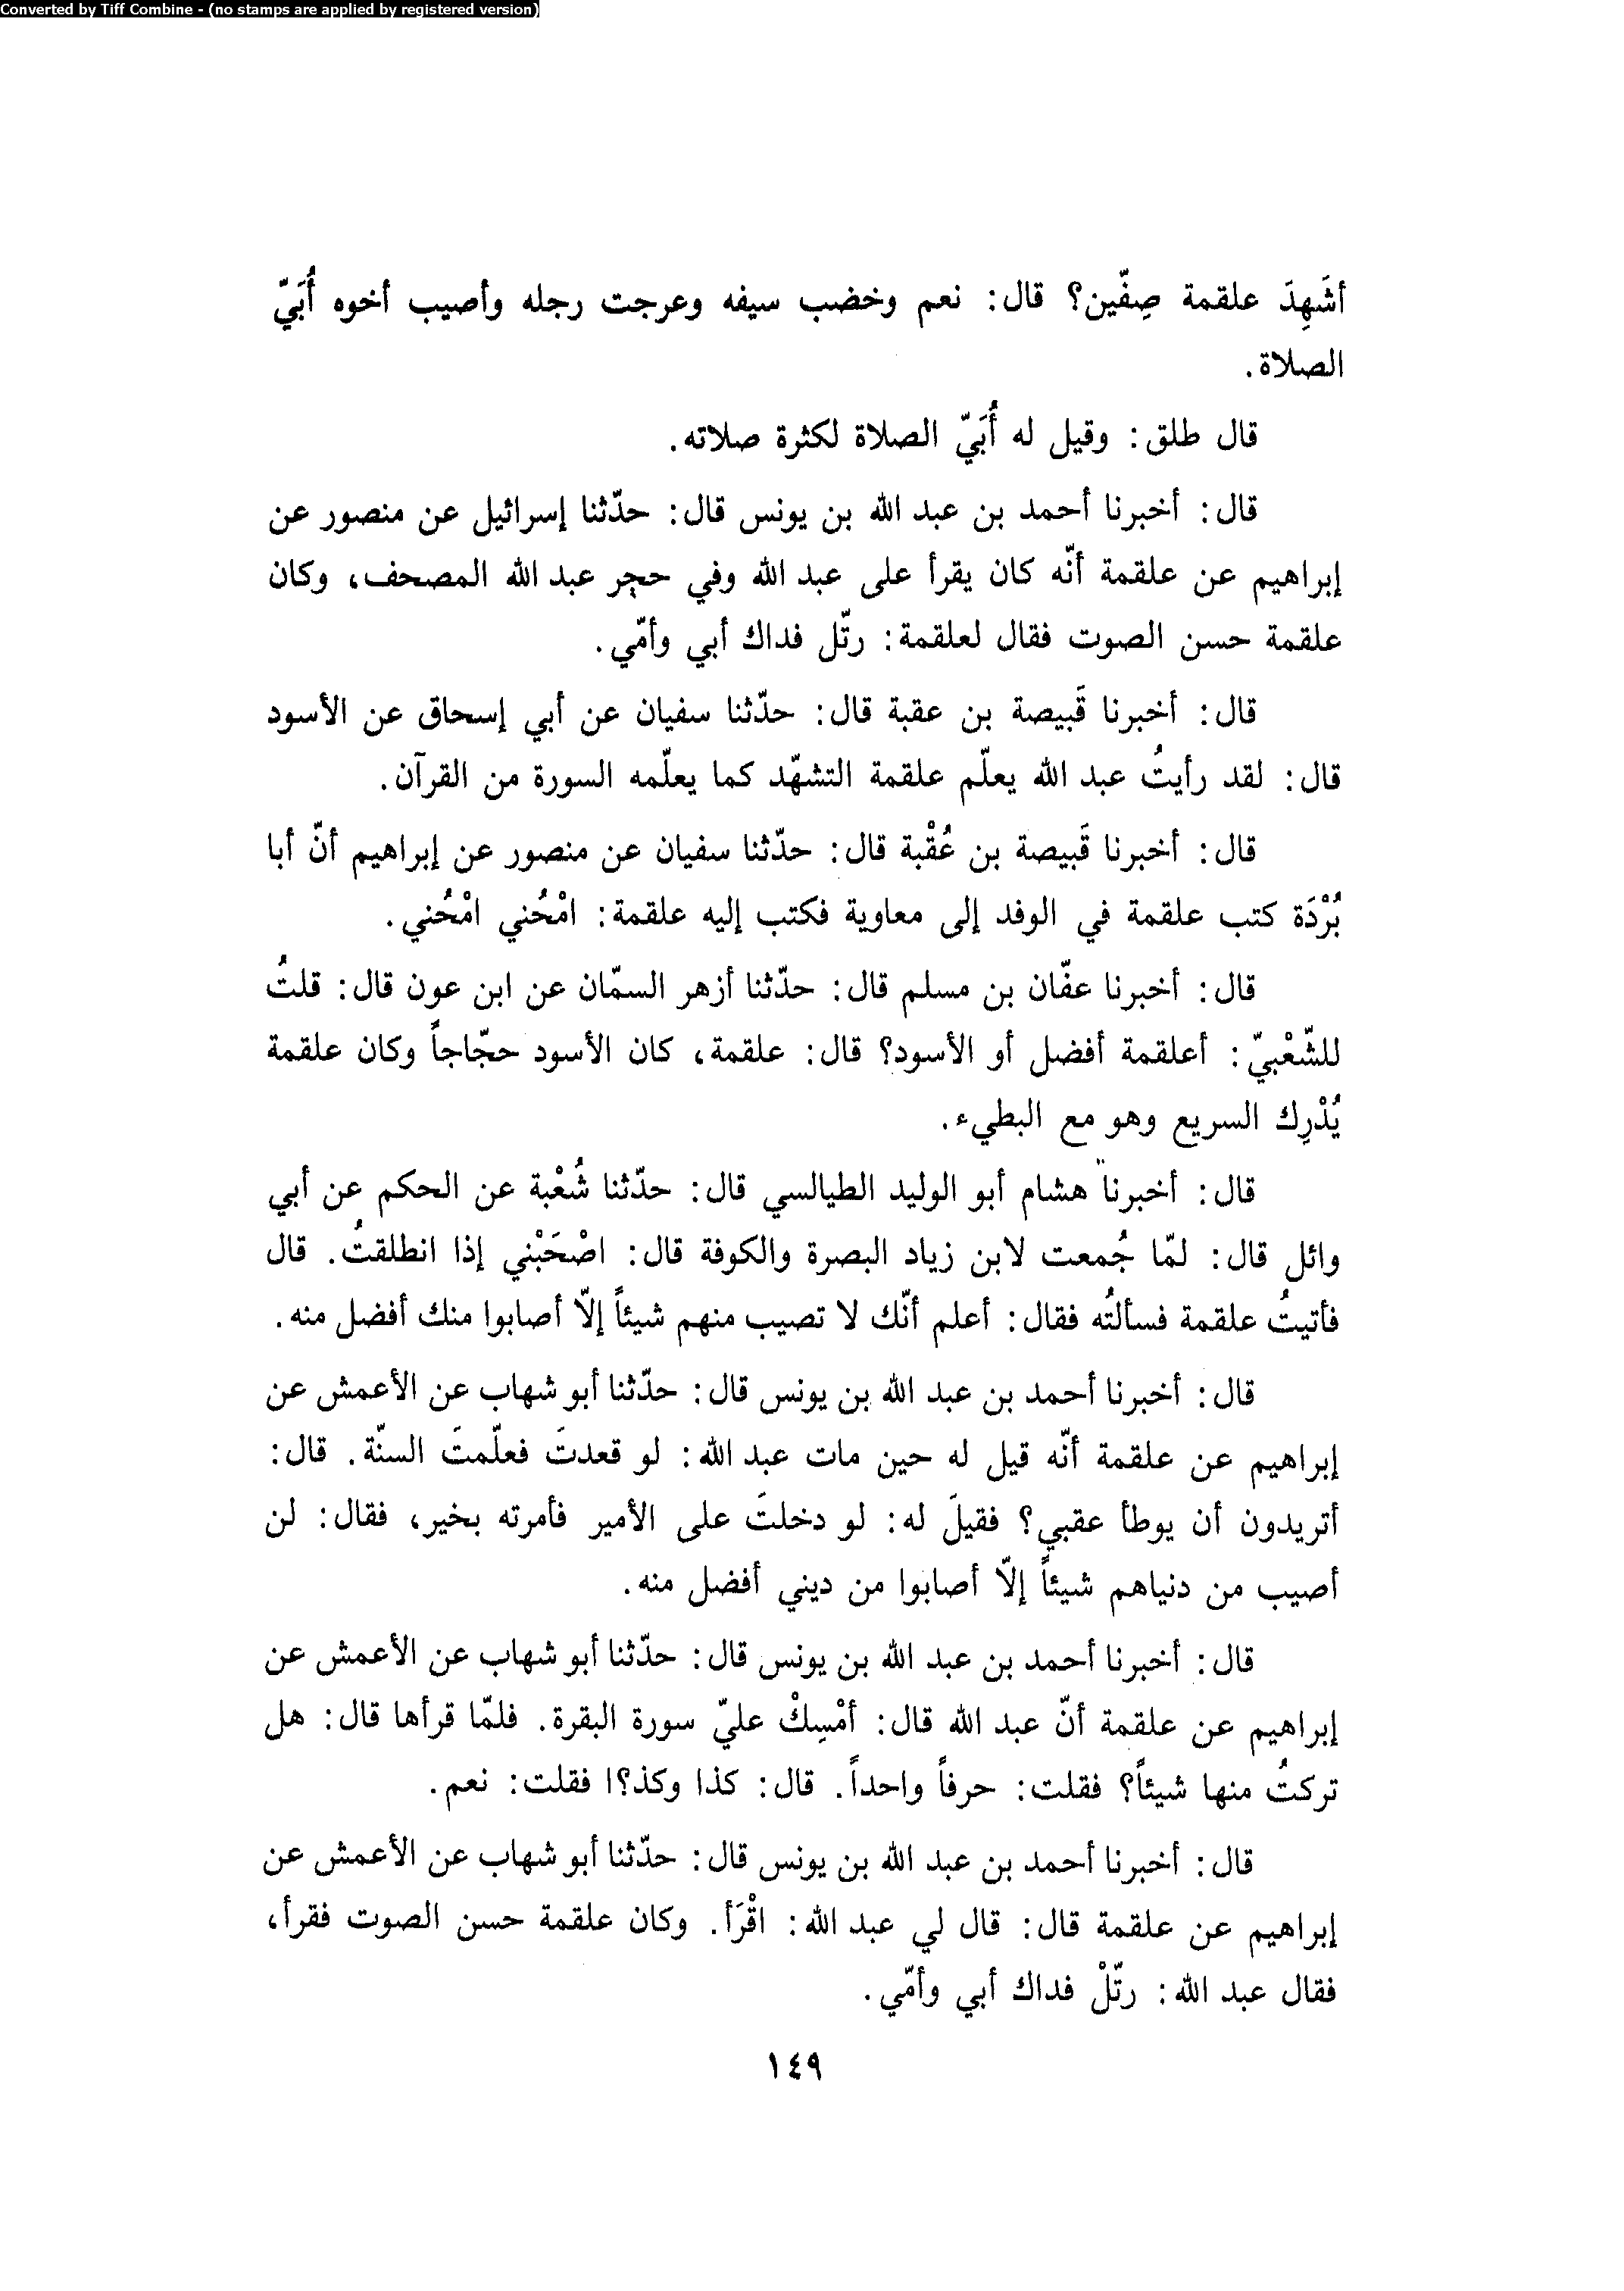 Converted by Tiff Combine - (no stamps are applied by registered version)
أشَهِدَ علقمة صِفّين؟ قال: نعم وخضب سيفه وعرجت رجله وأصيب أخوه أُبَيّ
الصلاة.
قال طلق: وقيل له أُبَيّ الصلاة لكثرة صلاته.
قال: أخبرنا أحمد بن عبد الله بن يونس قال: حدّثنا إسرائيل عن منصور عن
إبراهيم عن علقمة أنّه كان يقرأ على عبد الله وفي حجر عبد الله المصحف، وكان
علقمة حسن الصوت فقال لعلقمة: رتّل فداك أبي وأمّي.
قال: أخبرنا قَبيصة بن عقبة قال: حدّثنا سفيان عن أبي إسحاق عن الأسود
قال: لقد رأيتُ عبد الله يعلّم علقمة التشهّد كما يعلّمه السورة من القرآن.
قال: أخبرنا قَبيصة بن عُقْبة قال: حدّثنا سفيان عن منصور عن إبراهيم أنّ أبا
بُرْدَة كتب علقمة في الوفد إلى معاوية فكتب إليه علقمة: امْحُني امْحُني.
قال: أخبرنا عفّان بن مسلم قال: حدّثنا أزهر السمّان عن ابن عون قال: قلتُ
للشّعْبيّ: أعلقمة أفضل أو الأسود؟ قال: علقمة، كان الأسود حجّاجاً وكان علقمة
يُدْرِك السريع وهو مع البطيء.
قال: أخبرنا هشام أبو الوليد الطيالسي قال: حدّثنا شُعْبة عن الحكم عن أبي
وائل قال: لمّا جُمعت لابن زياد البصرة والكوفة قال: اصْحَبْني إذا انطلقتُ. قال
فأتيتُ علقمة فسألتُه فقال: أعلم أنّك لا تصيب منهم شيئاً إلّا أصابوا منك أفضل منه.
قال: أخبرنا أحمد بن عبد الله بن يونس قال: حدّثنا أبو شهاب عن الأعمش عن
إبراهيم عن علقمة أنّه قيل له حين مات عبد الله: لو قعدتَ فعلّمتَ السنّة. قال:
أتريدون أن يوطأ عقبي؟ فقيلَ له: لو دخلتَ على الأمير فأمرته بخير، فقال: لن
أصيب من دنياهم شيئاً إلّا أصابوا من ديني أفضل منه.
قال: أخبرنا أحمد بن عبد الله بن يونس قال: حدّثنا أبو شهاب عن الأعمش عن
إبراهيم عن علقمة أنّ عبد الله قال: أمْسِكْ عليّ سورة البقرة. فلمّا قرأها قال: هل
تركتُ منها شيئاً؟ فقلت: حرفاً واحداً. قال: كذا وكذ؟ا فقلت: نعم.
قال: أخبرنا أحمد بن عبد الله بن يونس قال: حدّثنا أبو شهاب عن الأعمش عن
إبراهيم عن علقمة قال: قال لي عبد الله: اقْرَأ. وكان علقمة حسن الصوت فقرأ،
فقال عبد الله: رتّلْ فداك أبي وأمّي.
١٤٩